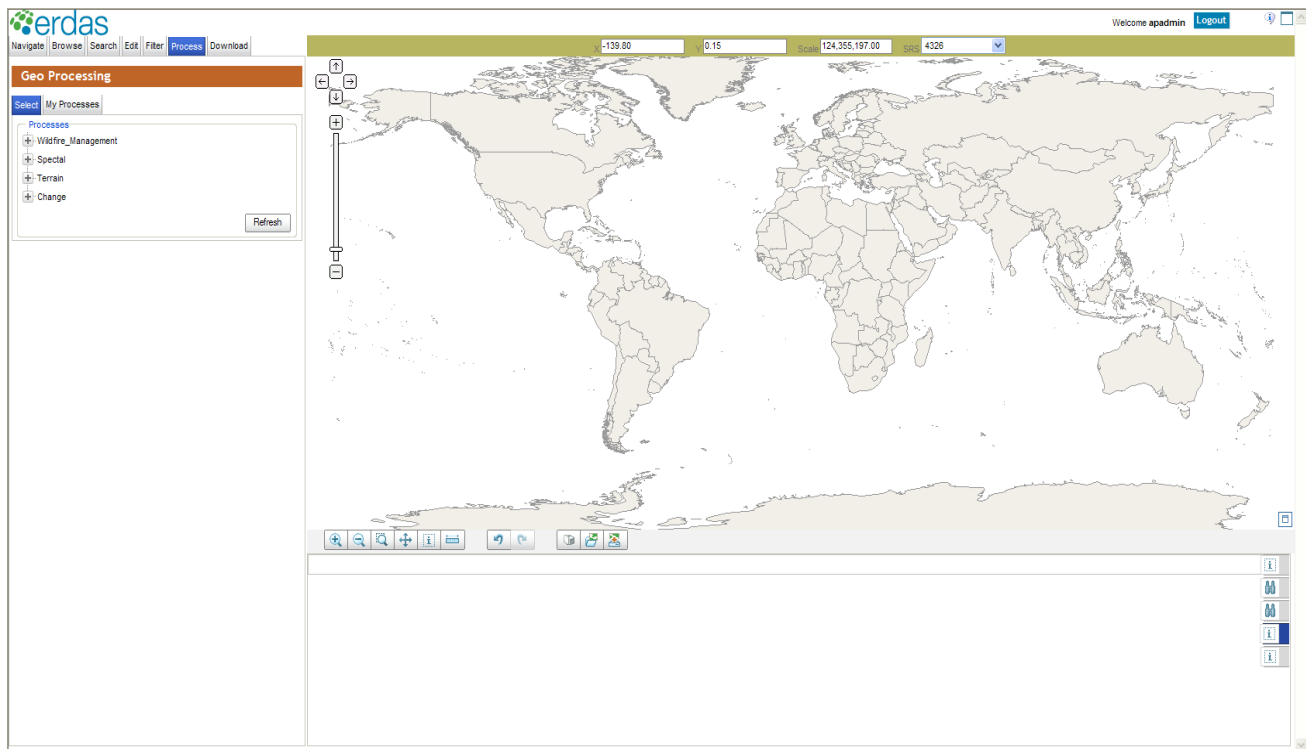 erdas
Welcome apadmin Logout
Navigate Browse Search Edit Filter Process Download
X -139.80 Y 0.15 Scale 124,355,197.00 SRS 4326
Geo Processing
Select My Processes
Processes
Wildfire_Management
Spectal
Terrain
Change
Refresh